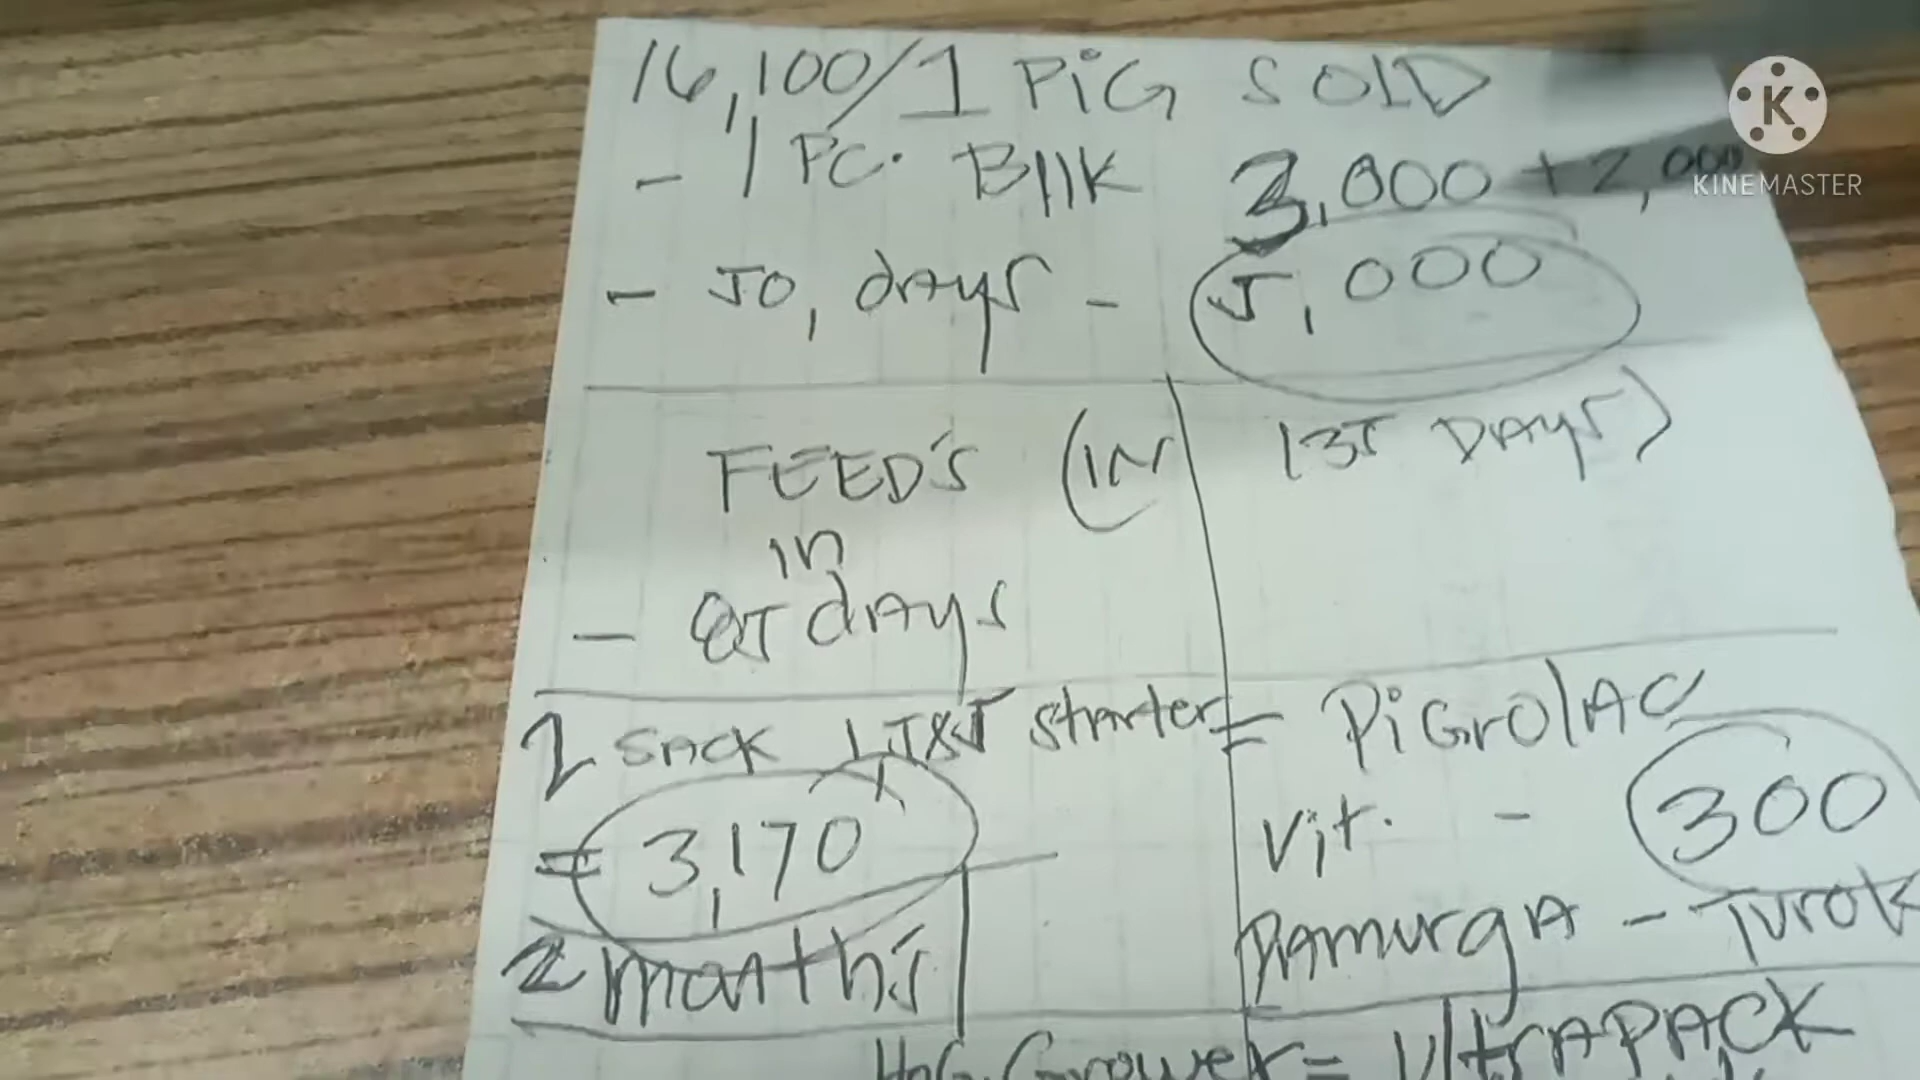 16,100/1 PiG SOlD
- 1 PC. BIIK 3,000 + 2,000
- 50, days - 5,000
FEED'S (IN 135 DAYS)
in
- 85 days
2 SACK 1,585 Starter = PiGrOlAC
= 3,170
Vit. - 300
PAmurgA - Turok
2 months
HOG Grower = UltrAPACK
K
KINEMASTER